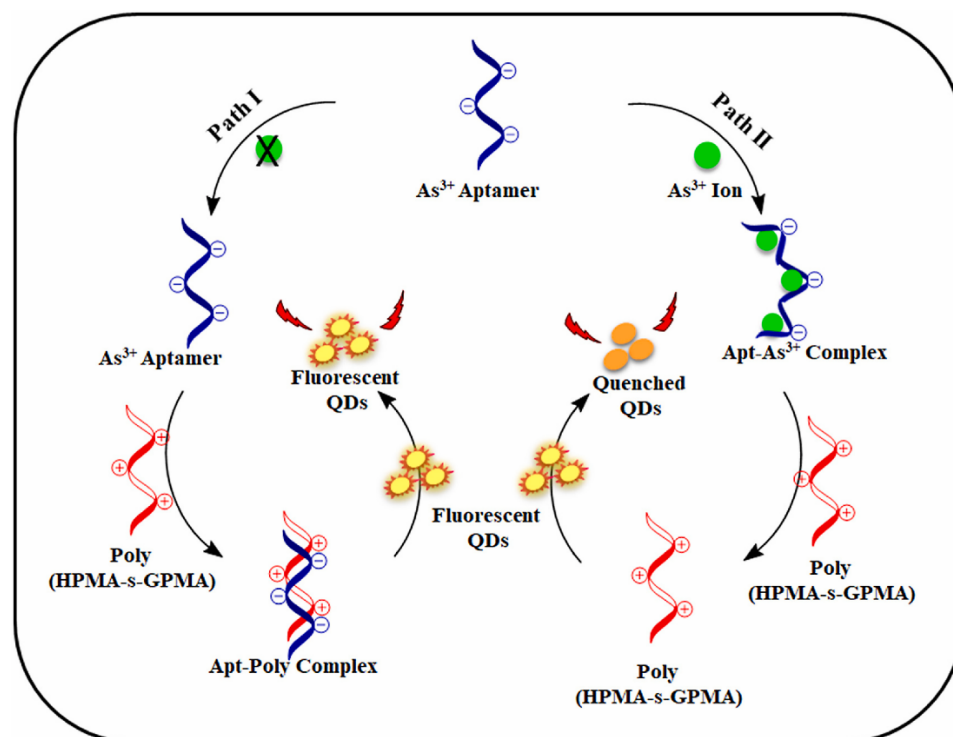 Path I
Path II
As³⁺ Aptamer
As³⁺ Ion
As³⁺ Aptamer
Apt-As³⁺ Complex
Fluorescent
QDs
Quenched
QDs
Fluorescent
QDs
Poly
(HPMA-s-GPMA)
Poly
(HPMA-s-GPMA)
Apt-Poly Complex
Poly
(HPMA-s-GPMA)